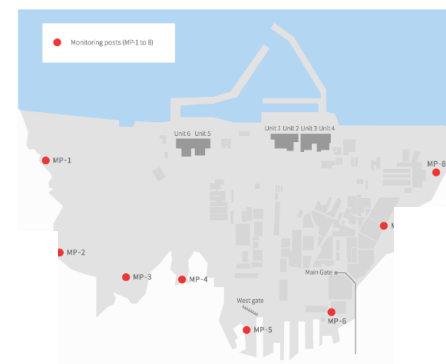 Monitoring posts (MP-1 to 8)
Unit 6 Unit 5
Unit 1 Unit 2 Unit 3 Unit 4
MP-1
MP-8
MP-2
MP-3
MP-4
Main Gate
West gate
MP-6
MP-5